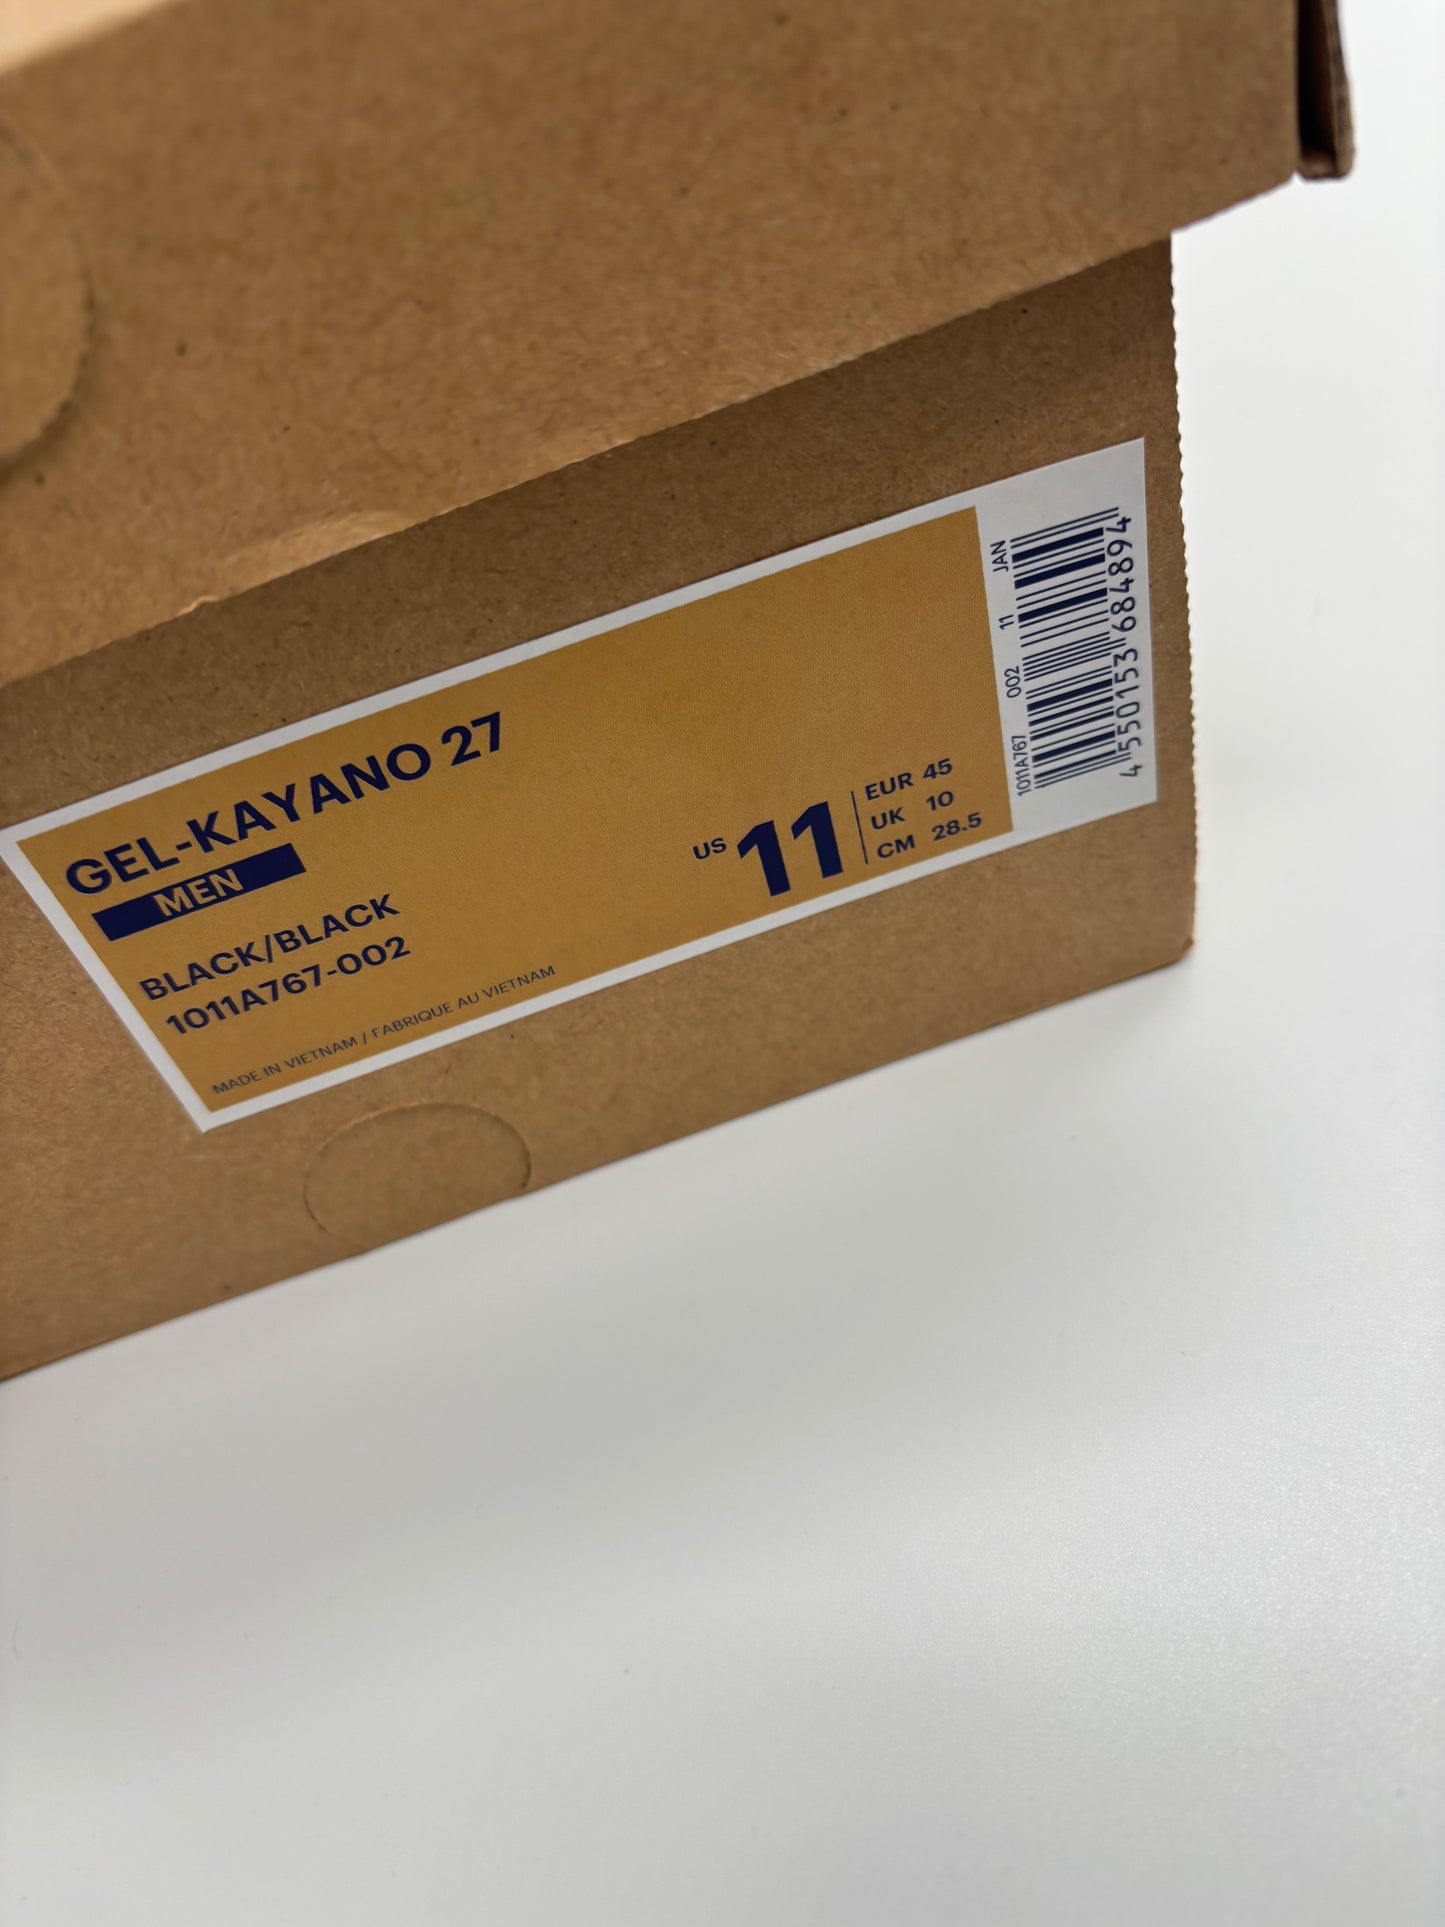 GEL-KAYANO 27
MEN
BLACK/BLACK
1011A767-002
MADE IN VIETNAM / FABRIQUE AU VIETNAM
US 11
EUR 45
UK 10
CM 28.5
1011A767 002 11 JAN
4 550153 684894